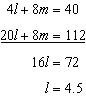 4l + 8m = 40
20l + 8m = 112
16l = 72
l = 4.5